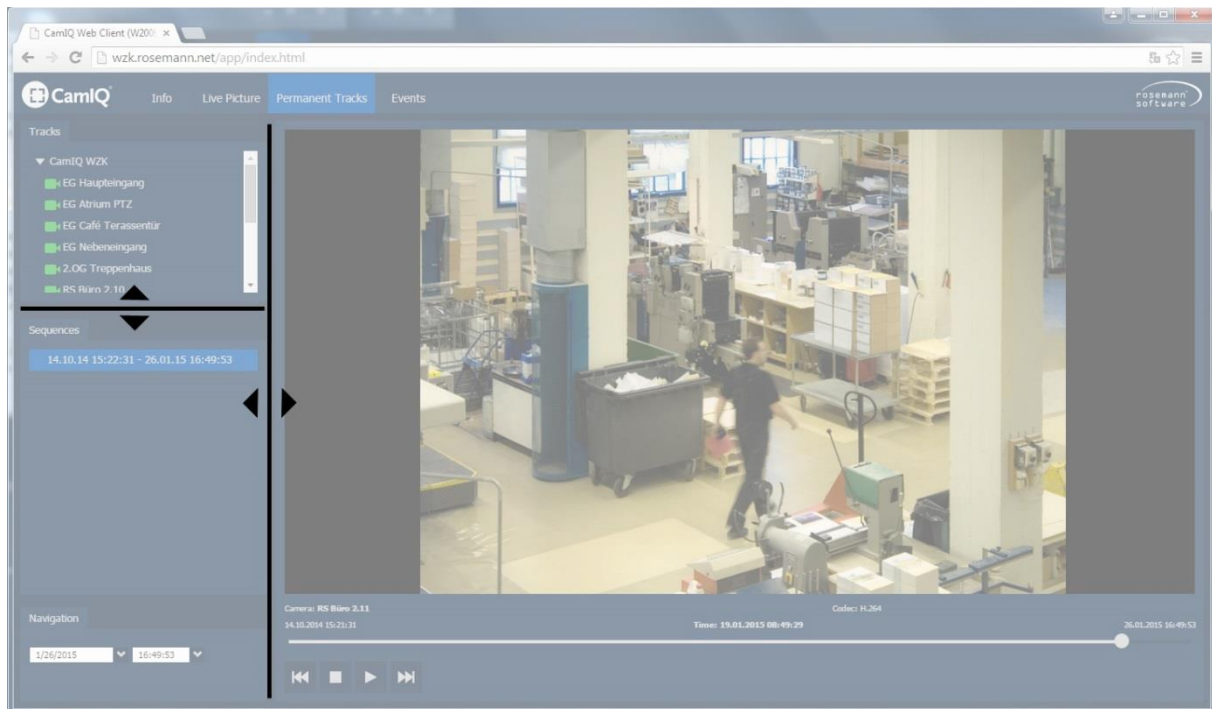 CamIQ Web Client (W200
wzk.rosemann.net/app/index.html
CamIQ
Info
Live Picture
Permanent Tracks
Events
rosemann
software
Tracks
CamIQ WZK
EG Haupteingang
EG Atrium PTZ
EG Café Terassentür
EG Nebeneingang
2.OG Treppenhaus
RS Büro 2.10
Sequences
14.10.14 15:22:31 - 26.01.15 16:49:53
Navigation
1/26/2015
16:49:53
Camera: RS Büro 2.11
Codec: H.264
14.10.2014 15:21:31
Time: 19.01.2015 08:49:29
26.01.2015 16:49:53